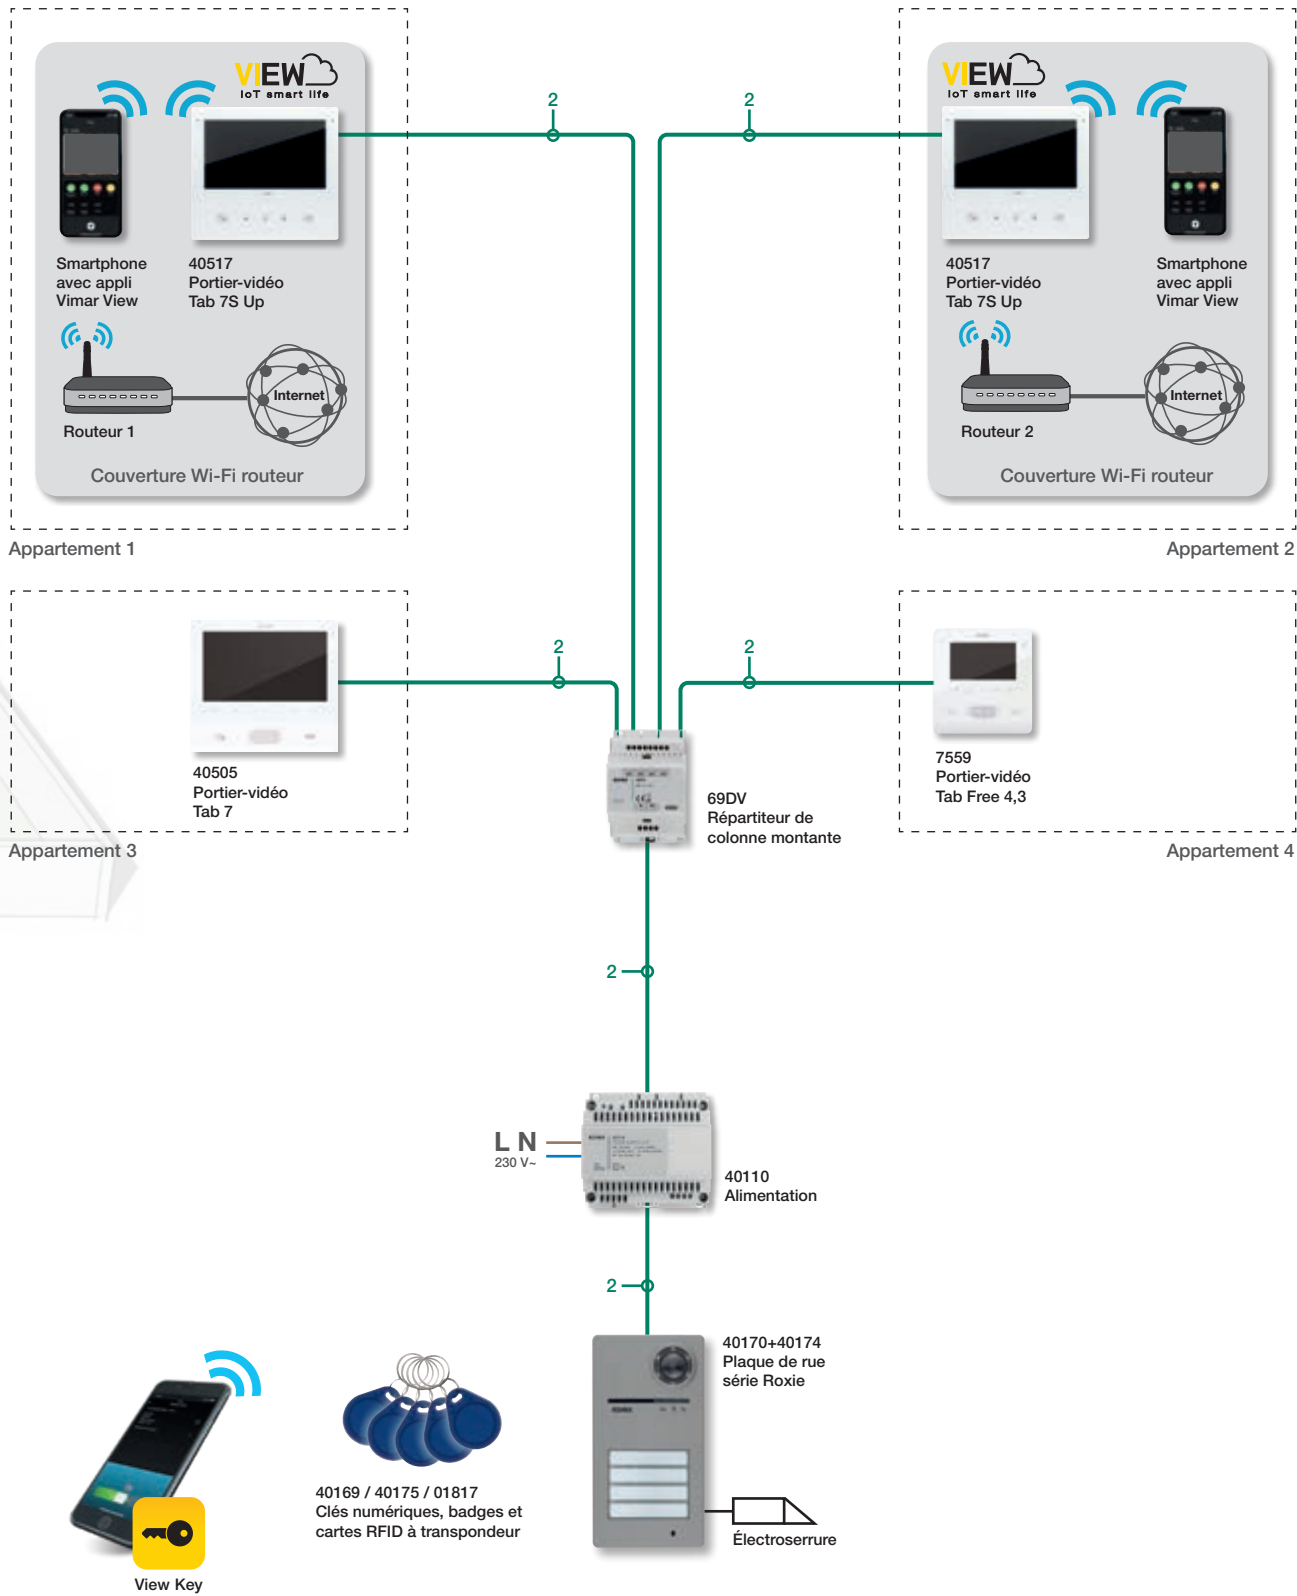 VIEW
IoT smart life
Smartphone
avec appli
Vimar View
40517
Portier-vidéo
Tab 7S Up
Routeur 1
Internet
Couverture Wi-Fi routeur
Appartement 1
2
2
VIEW
IoT smart life
40517
Portier-vidéo
Tab 7S Up
Smartphone
avec appli
Vimar View
Routeur 2
Internet
Couverture Wi-Fi routeur
Appartement 2
40505
Portier-vidéo
Tab 7
Appartement 3
2
2
7559
Portier-vidéo
Tab Free 4,3
Appartement 4
69DV
Répartiteur de
colonne montante
2
L N
230 V~
40110
Alimentation
2
40170+40174
Plaque de rue
série Roxie
Électroserrure
40169 / 40175 / 01817
Clés numériques, badges et
cartes RFID à transpondeur
View Key